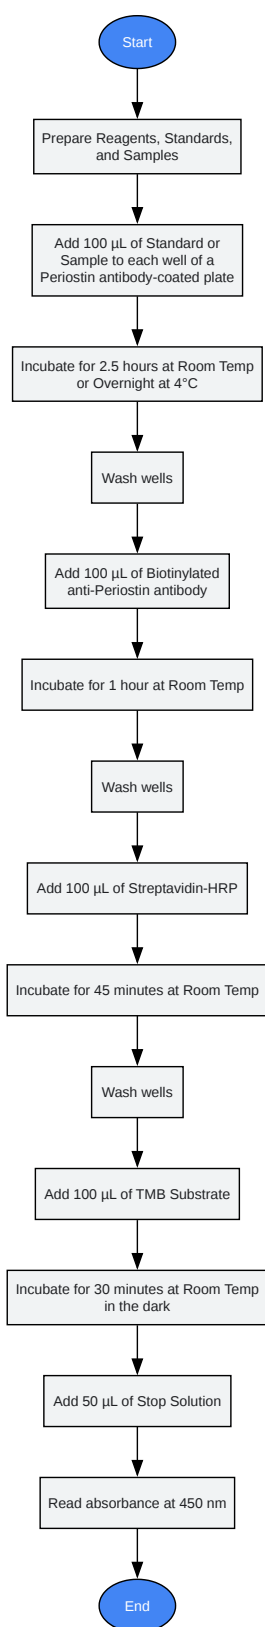 Start
Prepare Reagents, Standards,
and Samples
Add 100 µL of Standard or
Sample to each well of a
Periostin antibody-coated plate
Incubate for 2.5 hours at Room Temp
or Overnight at 4°C
Wash wells
Add 100 µL of Biotinylated
anti-Periostin antibody
Incubate for 1 hour at Room Temp
Wash wells
Add 100 µL of Streptavidin-HRP
Incubate for 45 minutes at Room Temp
Wash wells
Add 100 µL of TMB Substrate
Incubate for 30 minutes at Room Temp
in the dark
Add 50 µL of Stop Solution
Read absorbance at 450 nm
End